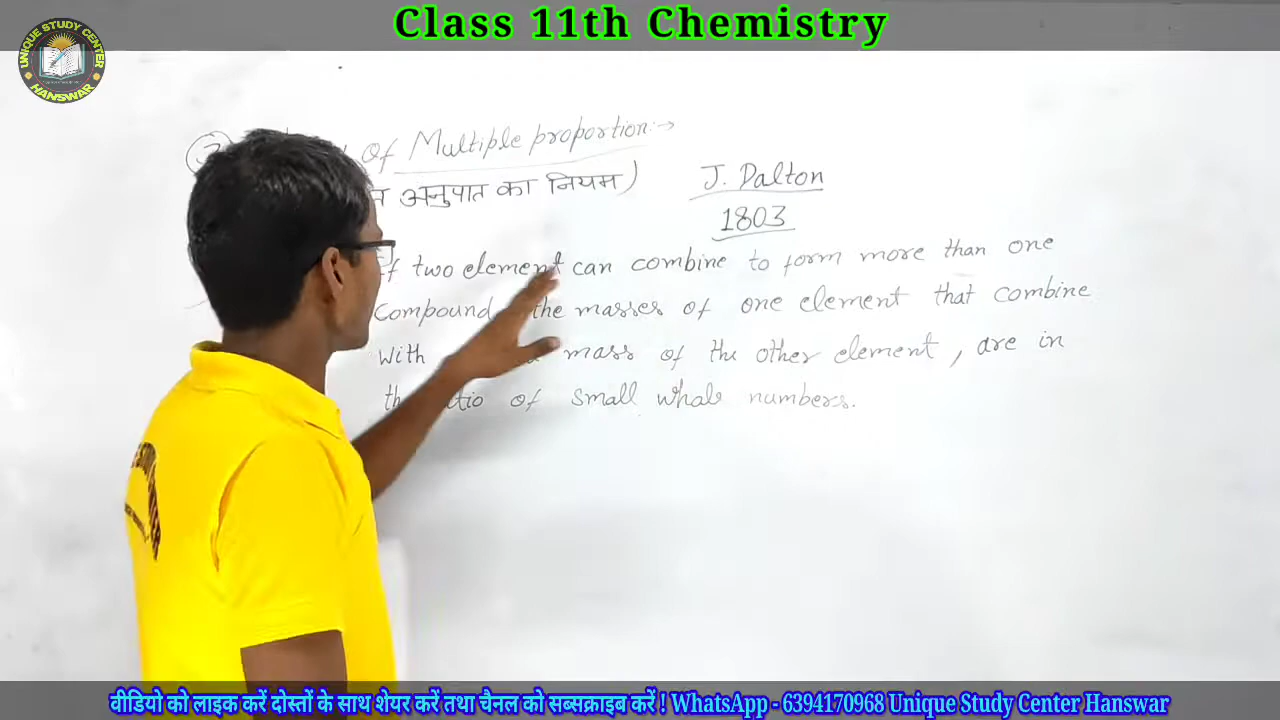 Class 11th Chemistry
UNIQUE STUDY CENTER
HANSWAR
of Multiple proportion:→
अनुपात का नियम)
J. Dalton
1803
If two element can combine to form more than one
compound the masses of one element that combine
with mass of the other element, are in
of small whole numbers.
वीडियो को लाइक करें दोस्तों के साथ शेयर करें तथा चैनल को सब्सक्राइब करें ! WhatsApp - 6394170968 Unique Study Center Hanswar